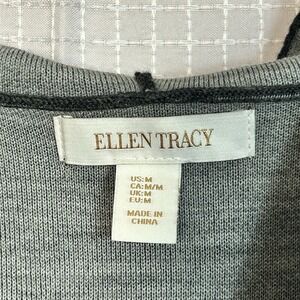 ELLEN TRACY
US:M
CA:M/M
UK:M
EU:M
MADE IN
CHINA